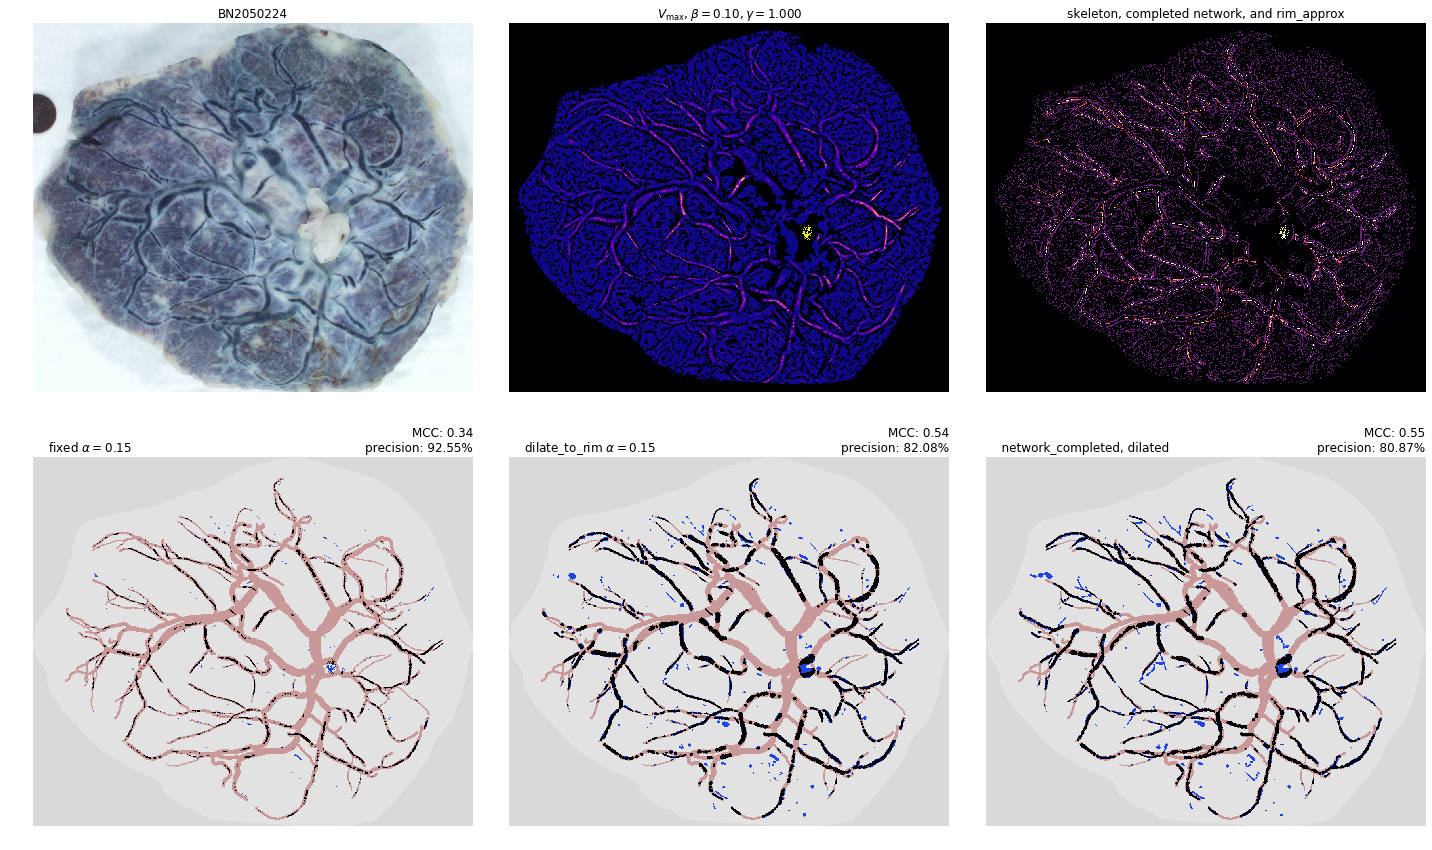 BN2050224
V_max, β = 0.10, γ = 1.000
skeleton, completed network, and rim_approx
fixed α = 0.15
MCC: 0.34
precision: 92.55%
dilate_to_rim α = 0.15
MCC: 0.54
precision: 82.08%
network_completed, dilated
MCC: 0.55
precision: 80.87%